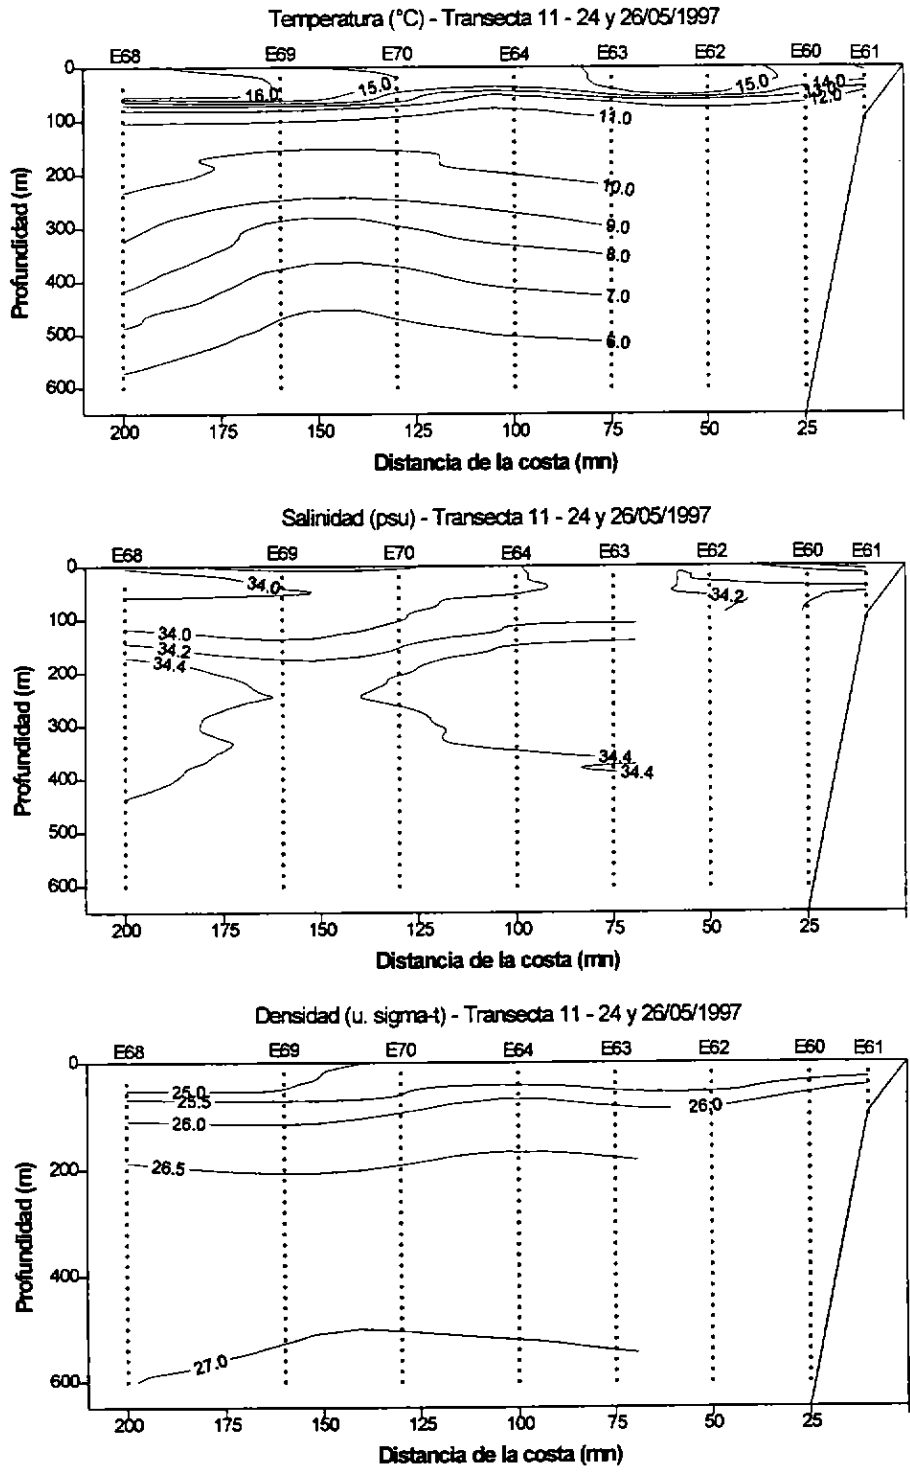 Temperatura (°C) - Transecta 11 - 24 y 26/05/1997
E68 E69 E70 E64 E63 E62 E60 E61
0
100
200
300
400
500
600
Profundidad (m)
16.0
15.0
15.0
14.0
13.0
12.0
11.0
10.0
9.0
8.0
7.0
6.0
200 175 150 125 100 75 50 25
Distancia de la costa (mn)
Salinidad (psu) - Transecta 11 - 24 y 26/05/1997
E68 E69 E70 E64 E63 E62 E60 E61
0
100
200
300
400
500
600
Profundidad (m)
34.0
34.2
34.0
34.2
34.4
34.4
34.4
200 175 150 125 100 75 50 25
Distancia de la costa (mn)
Densidad (u. sigma-t) - Transecta 11 - 24 y 26/05/1997
E68 E69 E70 E64 E63 E62 E60 E61
0
200
400
600
Profundidad (m)
25.0
25.5
26.0
26.0
26.5
27.0
200 175 150 125 100 75 50 25
Distancia de la costa (mn)